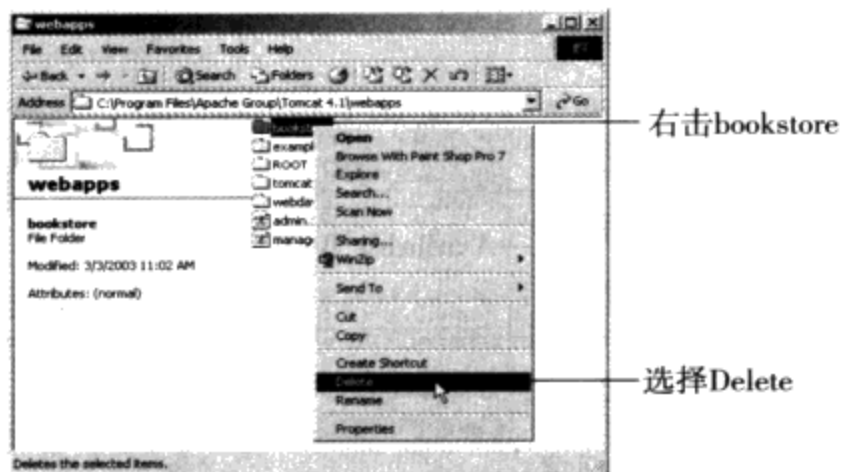 webapps
File Edit View Favorites Tools Help
Back Search Folders
Address C:\Program Files\Apache Group\Tomcat 4.1\webapps Go
webapps
bookstore
File Folder
Modified: 3/3/2003 11:02 AM
Attributes: (normal)
ROOT
tomcat
webda
admin.
manag
Open
Browse With Paint Shop Pro 7
Explore
Search...
Scan Now
Sharing...
WinZip
Send To
Cut
Copy
Create Shortcut
Delete
Rename
Properties
Deletes the selected items.
右击bookstore
选择Delete